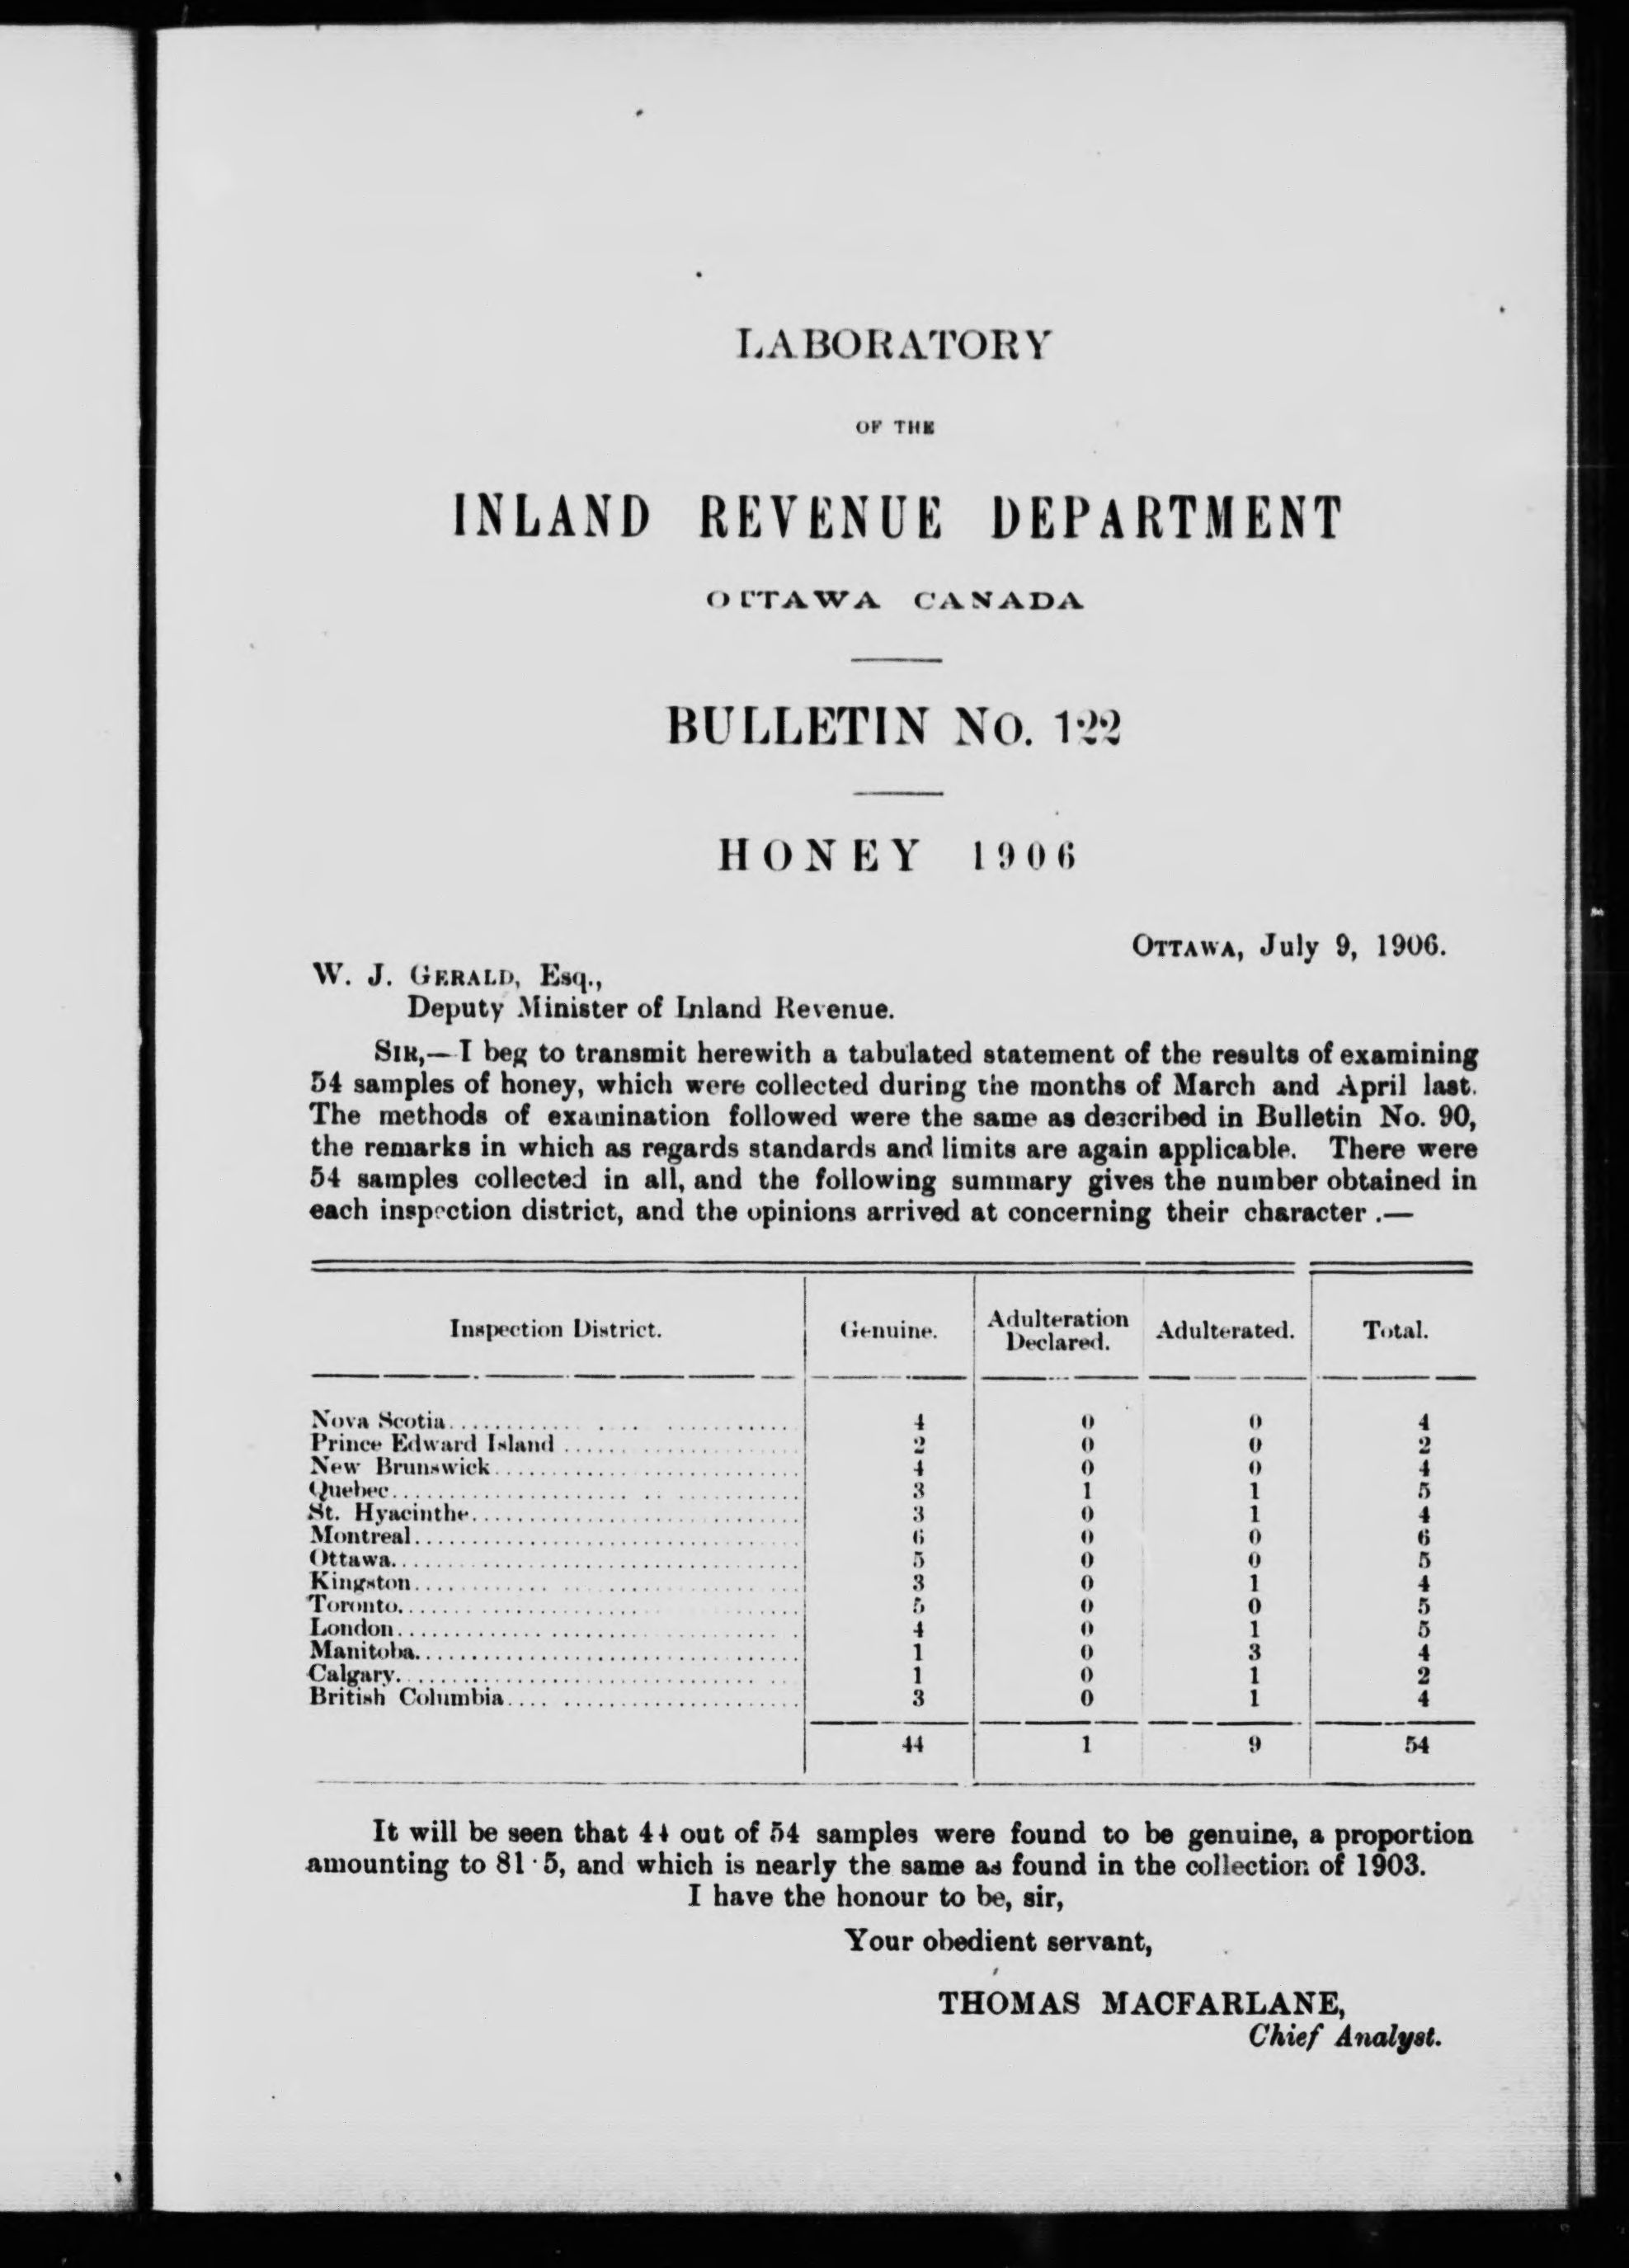 LABORATORY
OF THE
INLAND REVENUE DEPARTMENT
OTTAWA CANADA
BULLETIN NO. 122
HONEY 1906
OTTAWA, July 9, 1906.
W. J. GERALD, Esq.,
Deputy Minister of Inland Revenue.
SIR,—I beg to transmit herewith a tabulated statement of the results of examining
54 samples of honey, which were collected during the months of March and April last.
The methods of examination followed were the same as described in Bulletin No. 90,
the remarks in which as regards standards and limits are again applicable. There were
54 samples collected in all, and the following summary gives the number obtained in
each inspection district, and the opinions arrived at concerning their character.—
Inspection District. Genuine. Adulteration Declared. Adulterated. Total.
Nova Scotia 4 0 0 4
Prince Edward Island 2 0 0 2
New Brunswick 4 0 0 4
Quebec 3 1 1 5
St. Hyacinthe 3 0 1 4
Montreal 6 0 0 6
Ottawa 5 0 0 5
Kingston 3 0 1 4
Toronto 5 0 0 5
London 4 0 1 5
Manitoba 1 0 3 4
Calgary 1 0 1 2
British Columbia 3 0 1 4
44 1 9 54
It will be seen that 44 out of 54 samples were found to be genuine, a proportion
amounting to 81·5, and which is nearly the same as found in the collection of 1903.
I have the honour to be, sir,
Your obedient servant,
THOMAS MACFARLANE,
Chief Analyst.